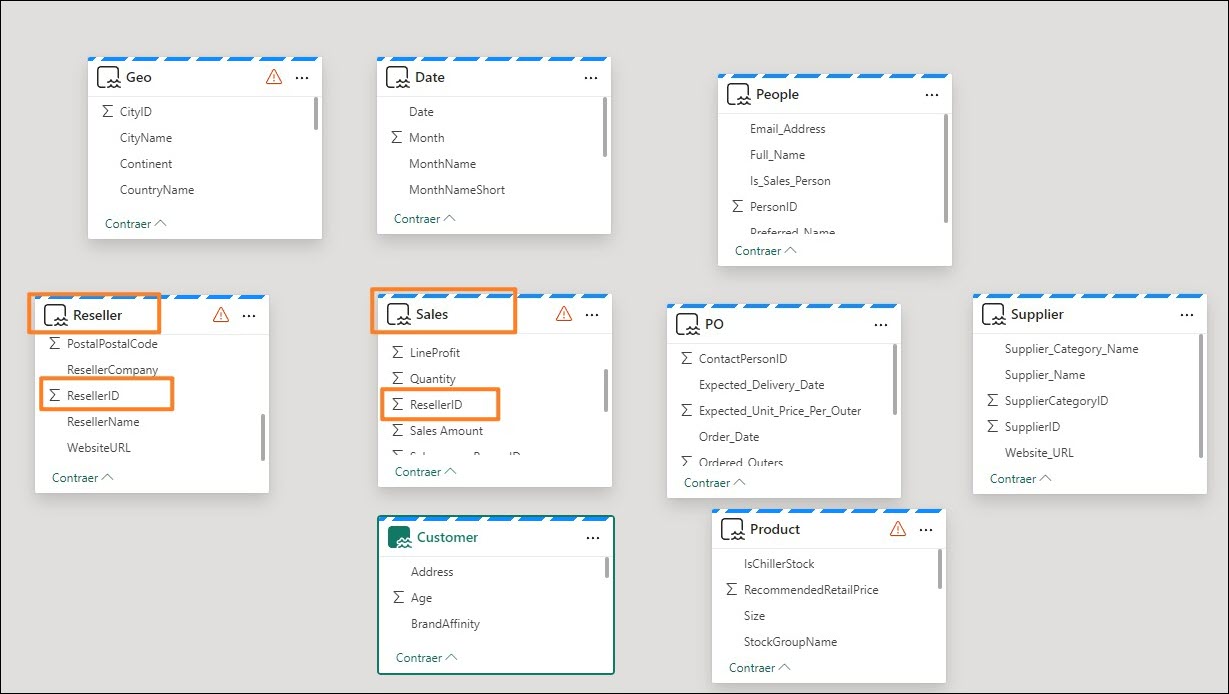 Geo
CityID
CityName
Continent
CountryName
Contraer
Date
Date
Month
MonthName
MonthNameShort
Contraer
People
Email_Address
Full_Name
Is_Sales_Person
PersonID
Preferred_Name
Contraer
Reseller
PostalPostalCode
ResellerCompany
ResellerID
ResellerName
WebsiteURL
Contraer
Sales
LineProfit
Quantity
ResellerID
Sales Amount
Contraer
PO
ContactPersonID
Expected_Delivery_Date
Expected_Unit_Price_Per_Outer
Order_Date
Ordered_Outers
Contraer
Supplier
Supplier_Category_Name
Supplier_Name
SupplierCategoryID
SupplierID
Website_URL
Contraer
Customer
Address
Age
BrandAffinity
Contraer
Product
IsChillerStock
RecommendedRetailPrice
Size
StockGroupName
Contraer